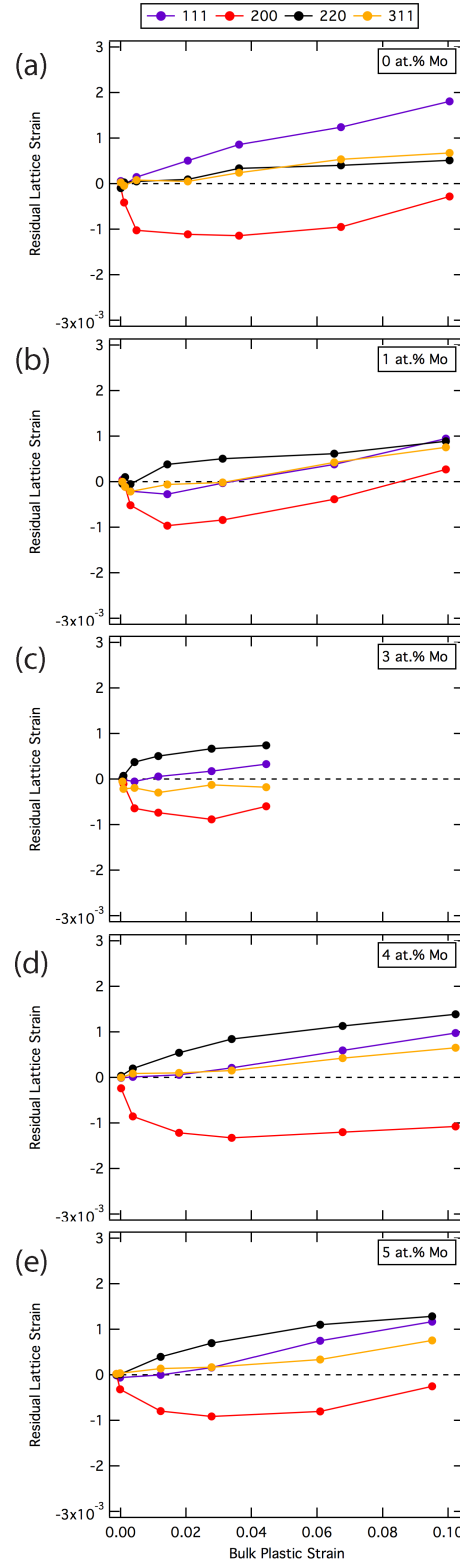 111 200 220 311
(a)
0 at.% Mo
Residual Lattice Strain
3
2
1
0
-1
-2
-3x10-3
(b)
1 at.% Mo
Residual Lattice Strain
3
2
1
0
-1
-2
-3x10-3
(c)
3 at.% Mo
Residual Lattice Strain
3
2
1
0
-1
-2
-3x10-3
(d)
4 at.% Mo
Residual Lattice Strain
3
2
1
0
-1
-2
-3x10-3
(e)
5 at.% Mo
Residual Lattice Strain
3
2
1
0
-1
-2
-3x10-3
0.00 0.02 0.04 0.06 0.08 0.10
Bulk Plastic Strain